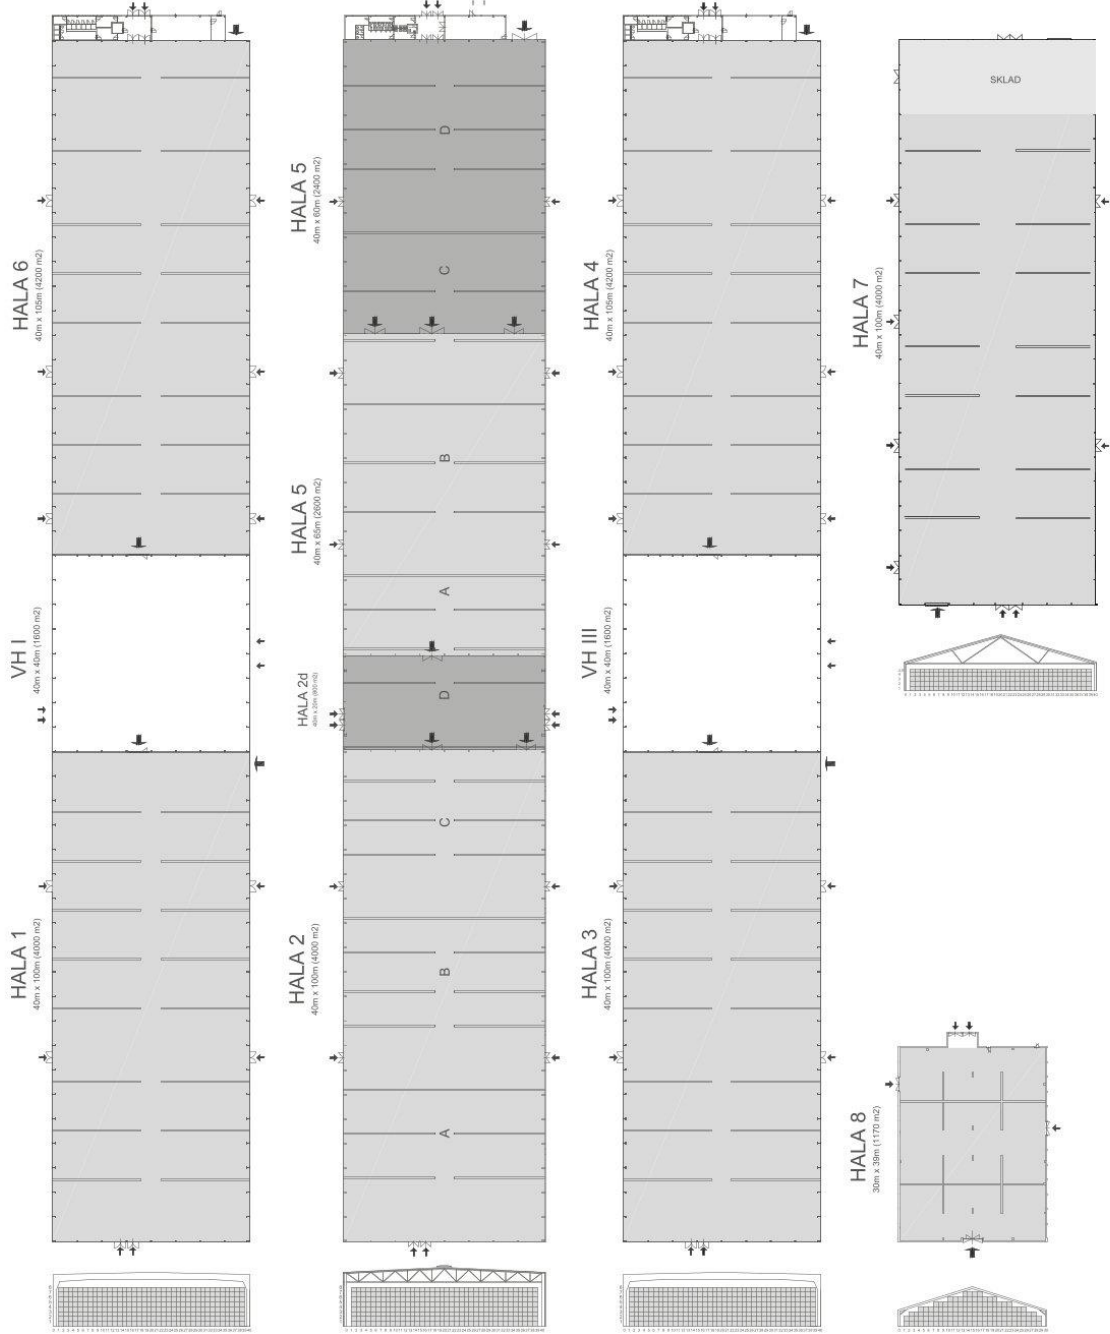 HALA 6
40m x 105m (4200 m2)
VH I
40m x 40m (1600 m2)
HALA 1
40m x 100m (4000 m2)
HALA 5
40m x 60m (2400 m2)
D
C
HALA 5
40m x 65m (2600 m2)
B
A
HALA 2d
D
HALA 2
40m x 100m (4000 m2)
C
B
A
HALA 4
40m x 105m (4200 m2)
VH III
40m x 40m (1600 m2)
HALA 3
40m x 100m (4000 m2)
SKLAD
HALA 7
40m x 100m (4000 m2)
HALA 8
30m x 39m (1170 m2)